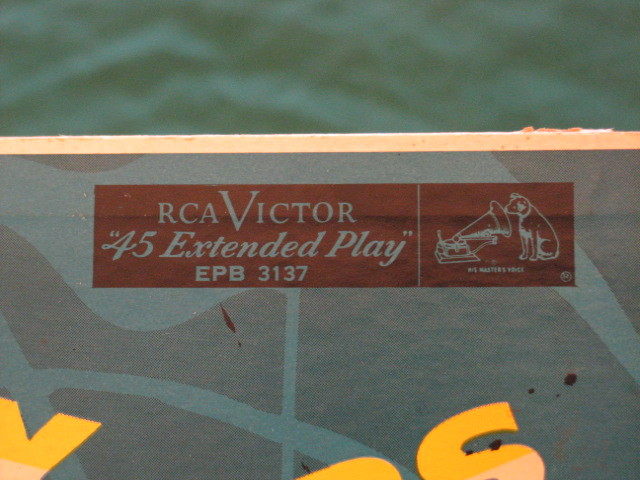 RCA VICTOR
"45 Extended Play"
EPB 3137
HIS MASTER'S VOICE